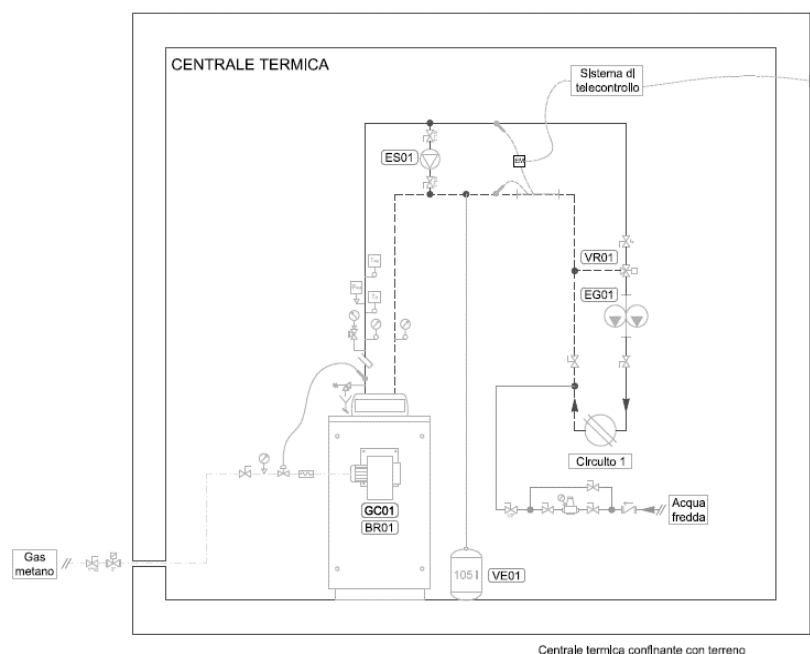 CENTRALE TERMICA
Sistema di
telecontrollo
ES01
EM
VR01
EG01
Circuito 1
GC01
BR01
Acqua
fredda
Gas
metano
105 l
VE01
Centrale termica confinante con terreno